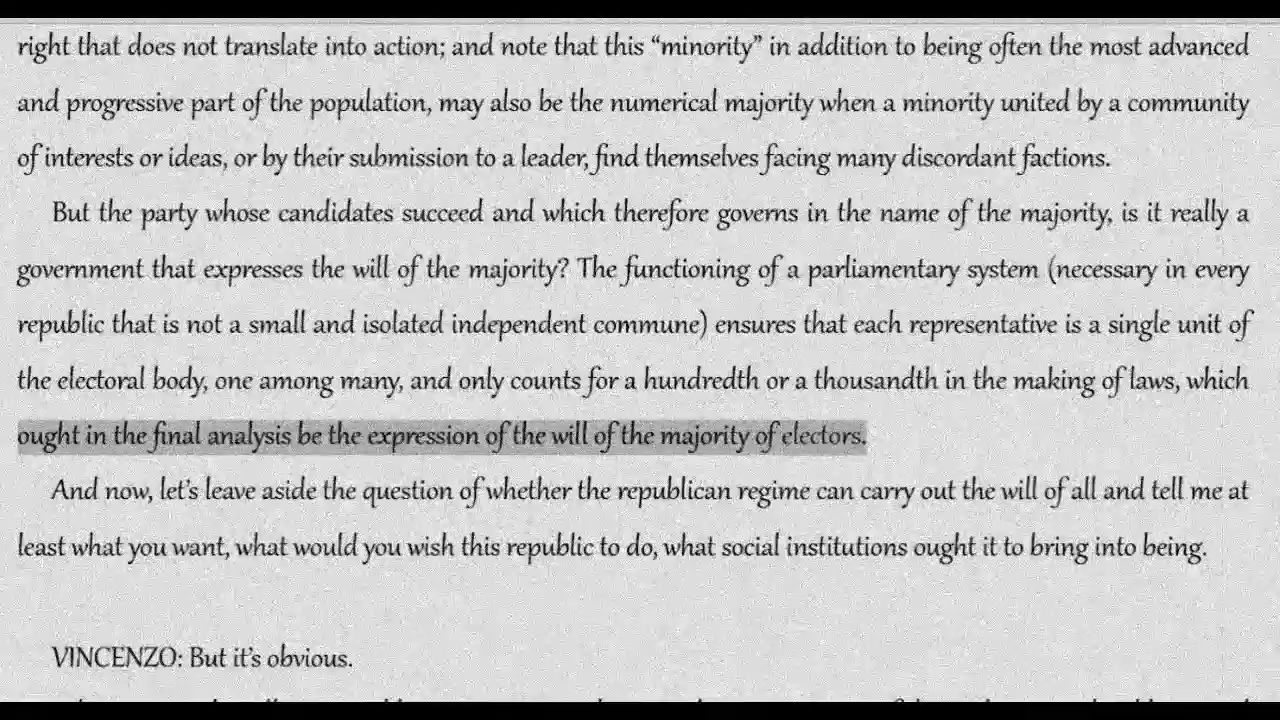 right that does not translate into action; and note that this “minority” in addition to being often the most advanced
and progressive part of the population, may also be the numerical majority when a minority united by a community
of interests or ideas, or by their submission to a leader, find themselves facing many discordant factions.
But the party whose candidates succeed and which therefore governs in the name of the majority, is it really a
government that expresses the will of the majority? The functioning of a parliamentary system (necessary in every
republic that is not a small and isolated independent commune) ensures that each representative is a single unit of
the electoral body, one among many, and only counts for a hundredth or a thousandth in the making of laws, which
ought in the final analysis be the expression of the will of the majority of electors.
And now, let’s leave aside the question of whether the republican regime can carry out the will of all and tell me at
least what you want, what would you wish this republic to do, what social institutions ought it to bring into being.
VINCENZO: But it’s obvious.